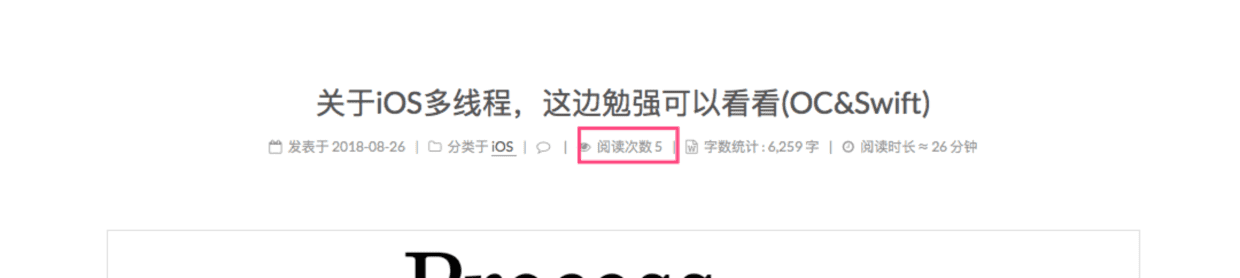 关于iOS多线程，这边勉强可以看看(OC&Swift)
发表于 2018-08-26 | 分类于 iOS | | 阅读次数 5 | 字数统计 : 6,259 字 | 阅读时长 ≈ 26 分钟
Process